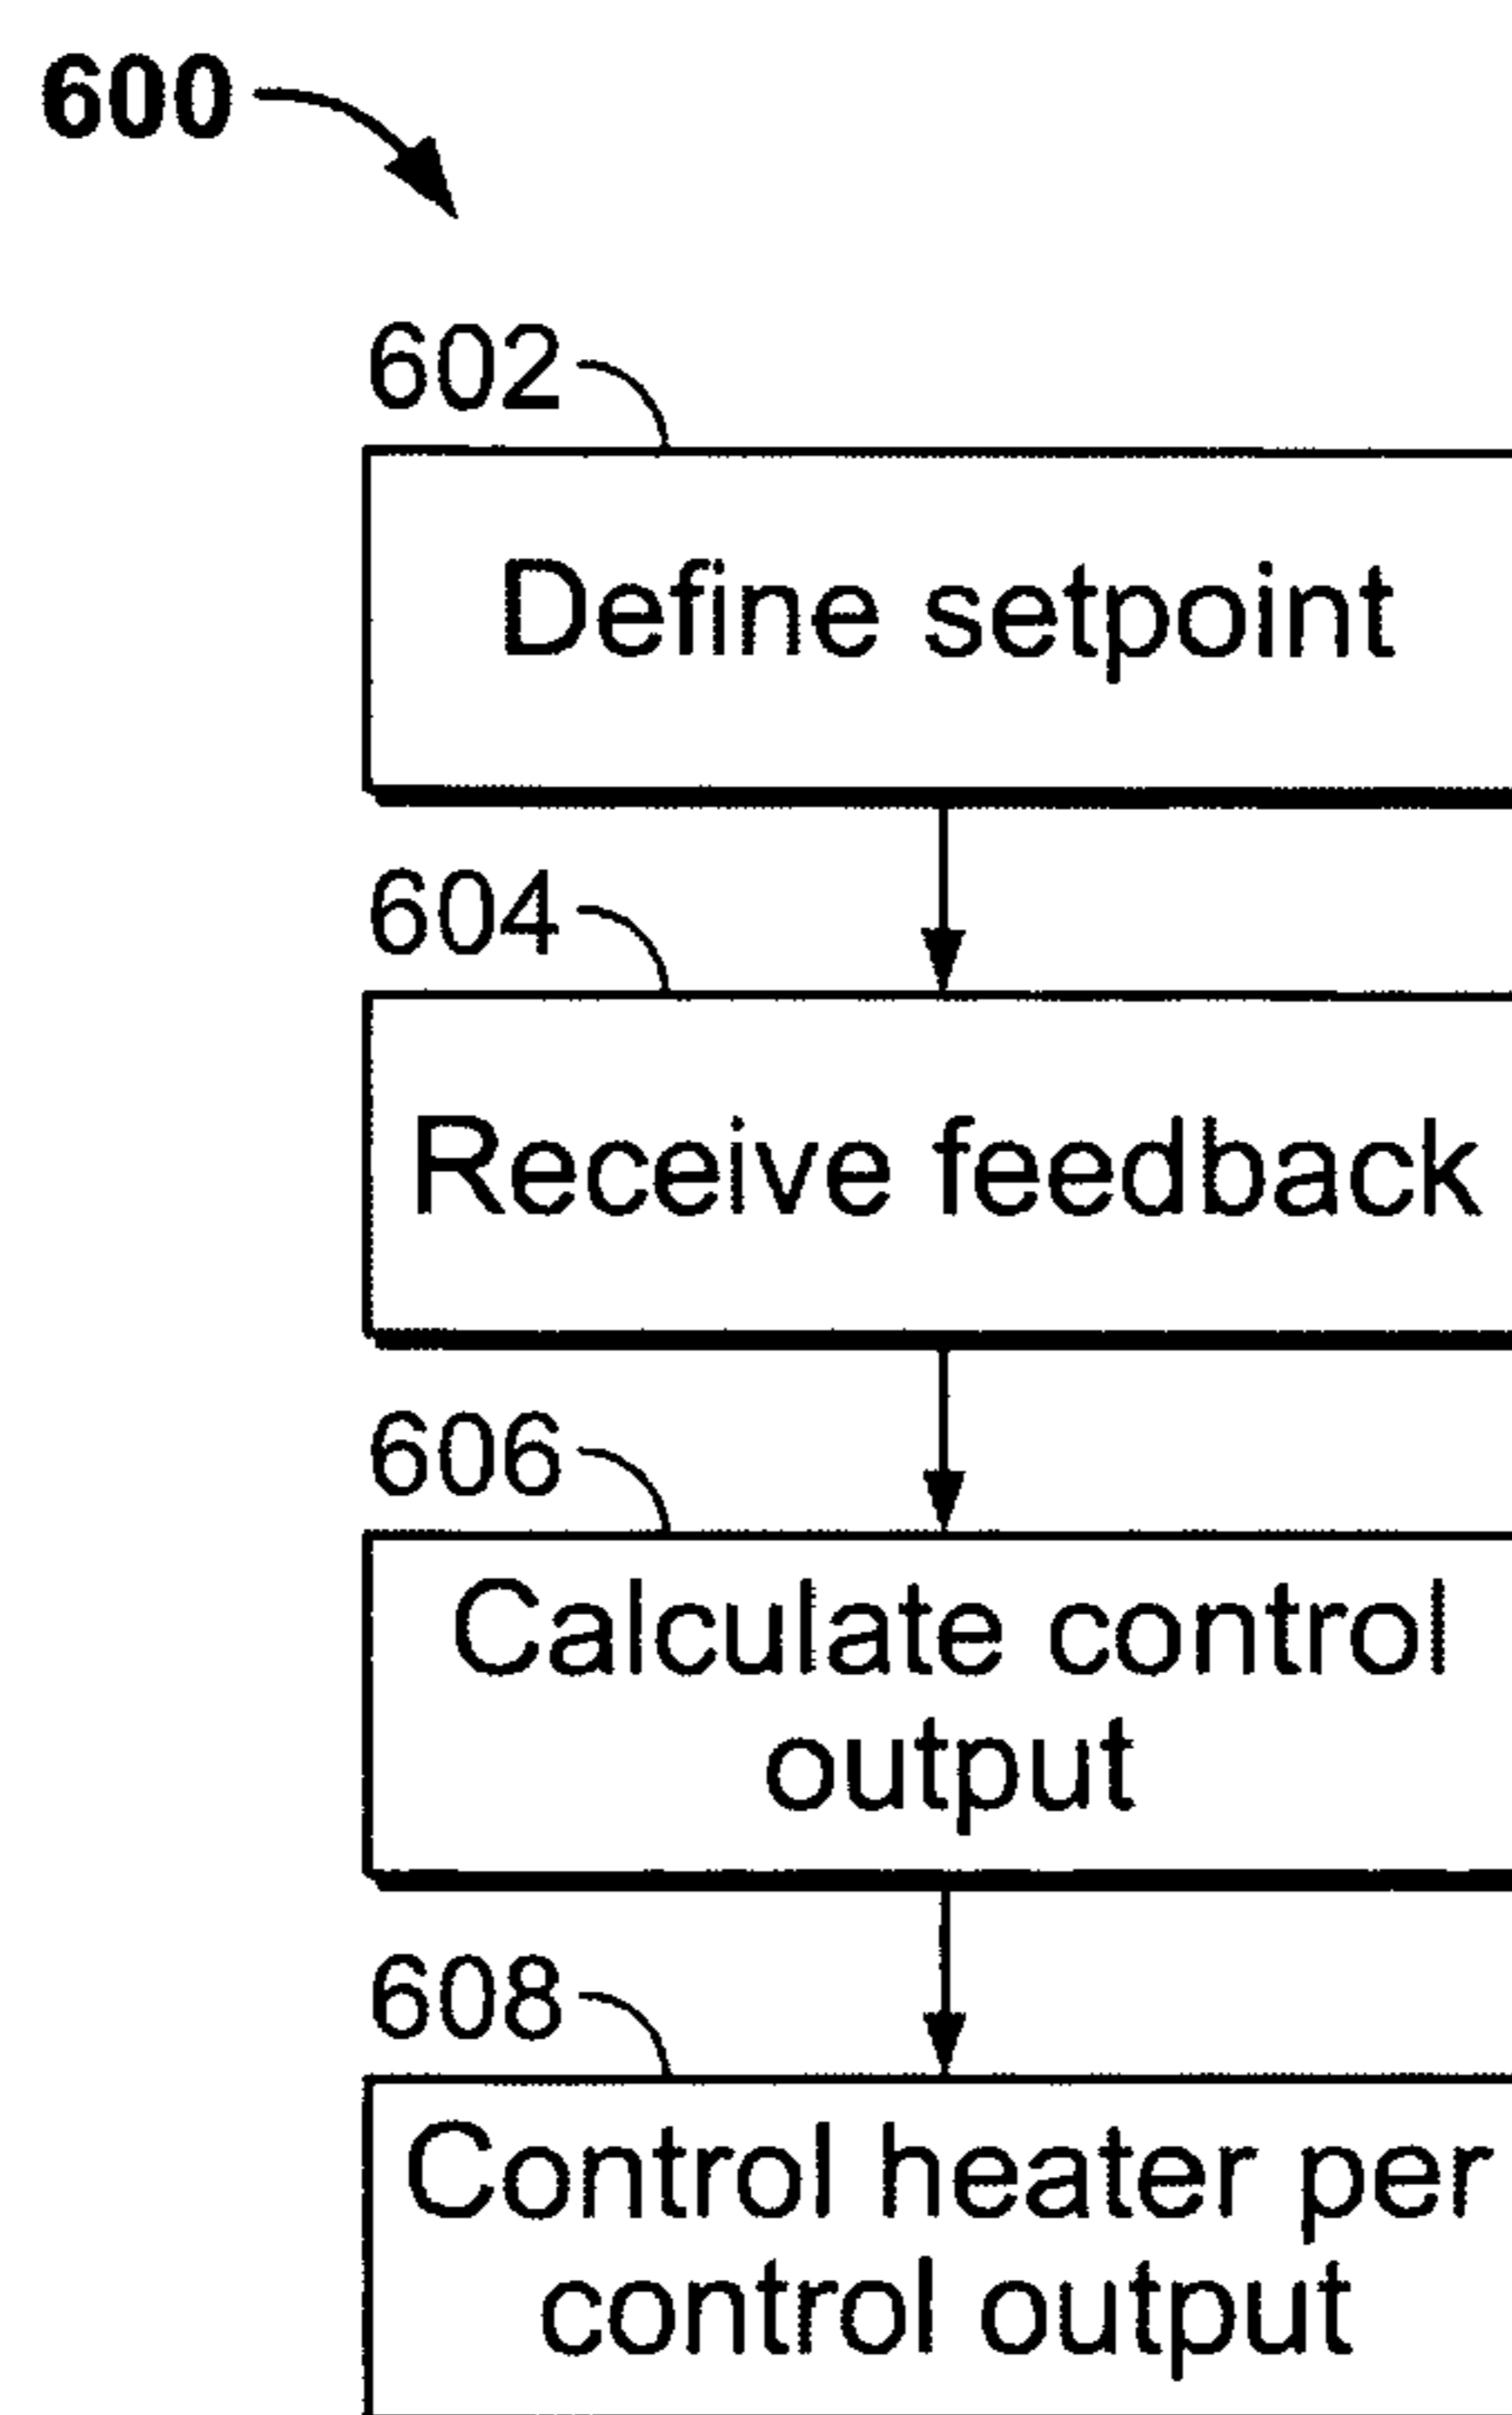 600
602
Define setpoint
604
Receive feedback
606
Calculate control
output
608
Control heater per
control output